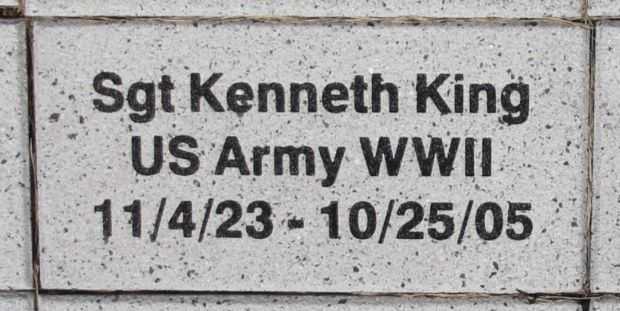 Sgt Kenneth King
US Army WWII
11/4/23 - 10/25/05